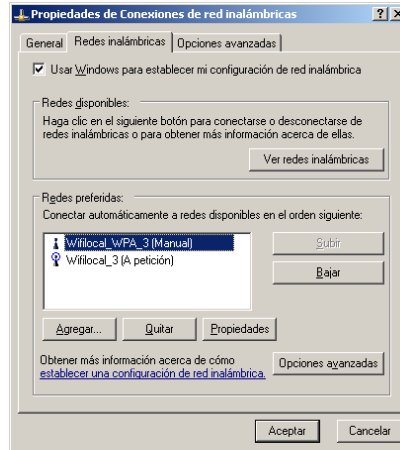 Propiedades de Conexiones de red inalámbricas
General Redes inalámbricas Opciones avanzadas
Usar Windows para establecer mi configuración de red inalámbrica
Redes disponibles:
Haga clic en el siguiente botón para conectarse o desconectarse de
redes inalámbricas o para obtener más información acerca de ellas.
Ver redes inalámbricas
Redes preferidas:
Conectar automáticamente a redes disponibles en el orden siguiente:
Wifilocal_WPA_3 (Manual)
Subir
Wifilocal_3 (A petición)
Bajar
Agregar... Quitar Propiedades
Obtener más información acerca de cómo
establecer una configuración de red inalámbrica.
Opciones avanzadas
Aceptar Cancelar